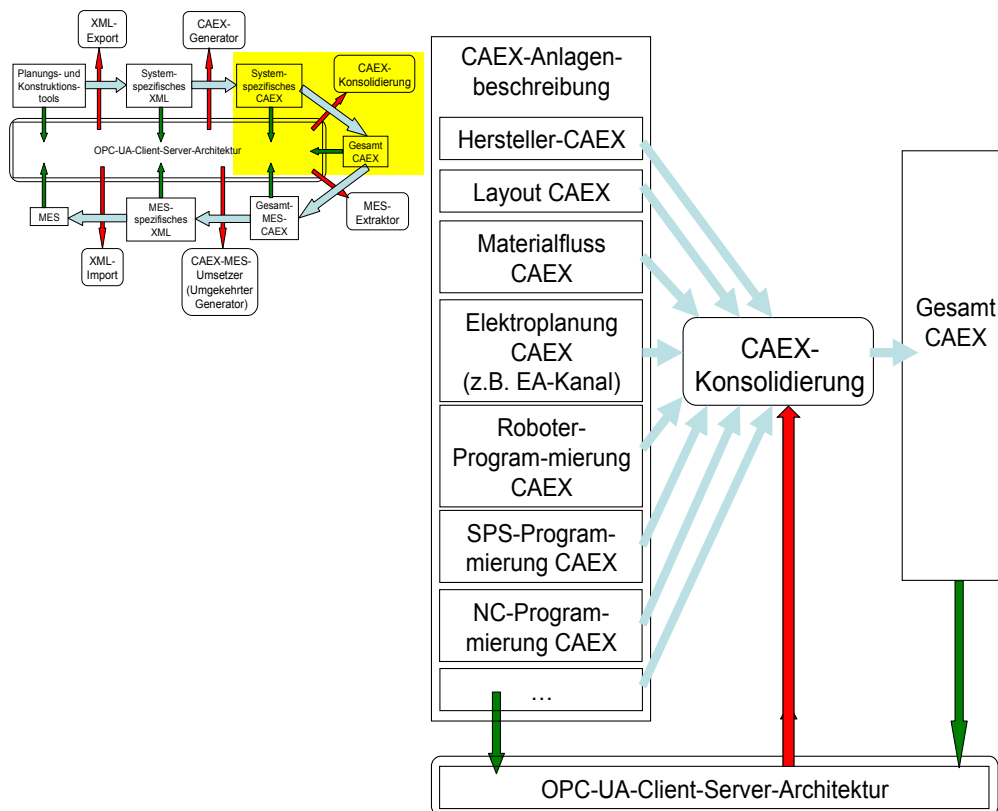 XML-
Export
CAEX-
Generator
Planungs- und
Konstruktions-
tools
System-
spezifisches
XML
System-
spezifisches
CAEX
CAEX-
Konsolidierung
OPC-UA-Client-Server-Architektur
Gesamt
CAEX
MES
MES-
spezifisches
XML
Gesamt-
MES-
CAEX
MES-
Extraktor
XML-
Import
CAEX-MES-
Umsetzer
(Umgekehrter
Generator)
CAEX-Anlagen-
beschreibung
Hersteller-CAEX
Layout CAEX
Materialfluss
CAEX
Elektroplanung
CAEX
(z.B. EA-Kanal)
Roboter-
Program-mierung
CAEX
SPS-Program-
mierung CAEX
NC-Program-
mierung CAEX
...
CAEX-
Konsolidierung
Gesamt
CAEX
OPC-UA-Client-Server-Architektur